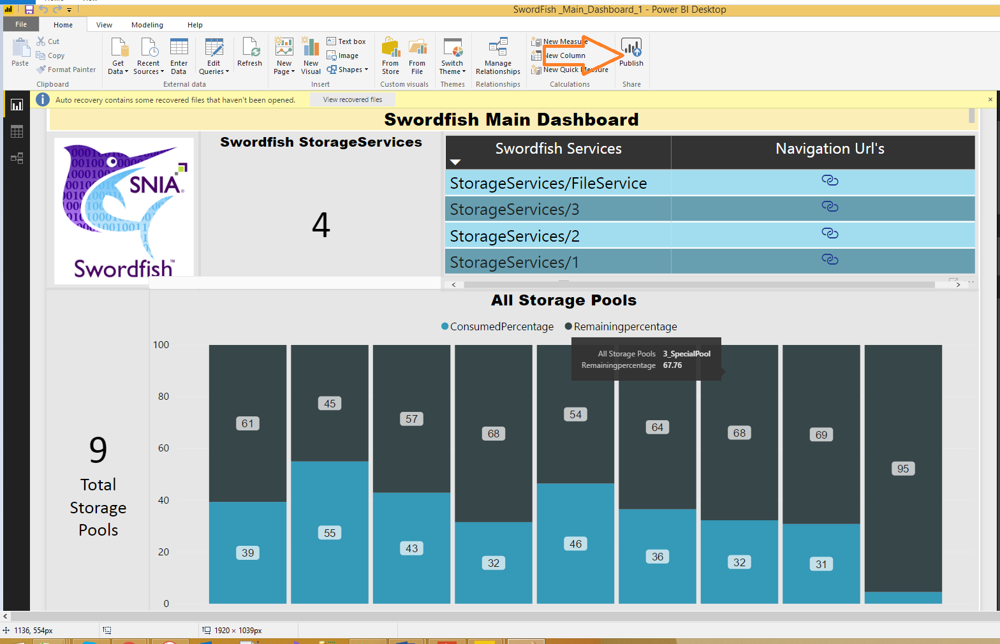 SwordFish _Main_Dashboard_1 - Power BI Desktop
File Home View Modeling Help
Paste
Cut
Copy
Format Painter
Clipboard
Get Data
Recent Sources
Enter Data
Edit Queries
Refresh
External data
New Page
New Visual
Text box
Image
Shapes
Insert
From Store
From File
Custom visuals
Switch Theme
Themes
Manage Relationships
Relationships
New Measure
New Column
New Quick Measure
Calculations
Publish
Share
Auto recovery contains some recovered files that haven't been opened.
View recovered files
Swordfish Main Dashboard
SNIA
Swordfish™
Swordfish StorageServices
4
Swordfish Services Navigation Url's
StorageServices/FileService
StorageServices/3
StorageServices/2
StorageServices/1
All Storage Pools
ConsumedPercentage Remainingpercentage
All Storage Pools 3_SpecialPool
Remainingpercentage 67.76
9
Total
Storage
Pools
100
80
60
40
20
0
61 45 57 68 54 64 68 69 95
39 55 43 32 46 36 32 31
1136, 554px
1920 × 1039px